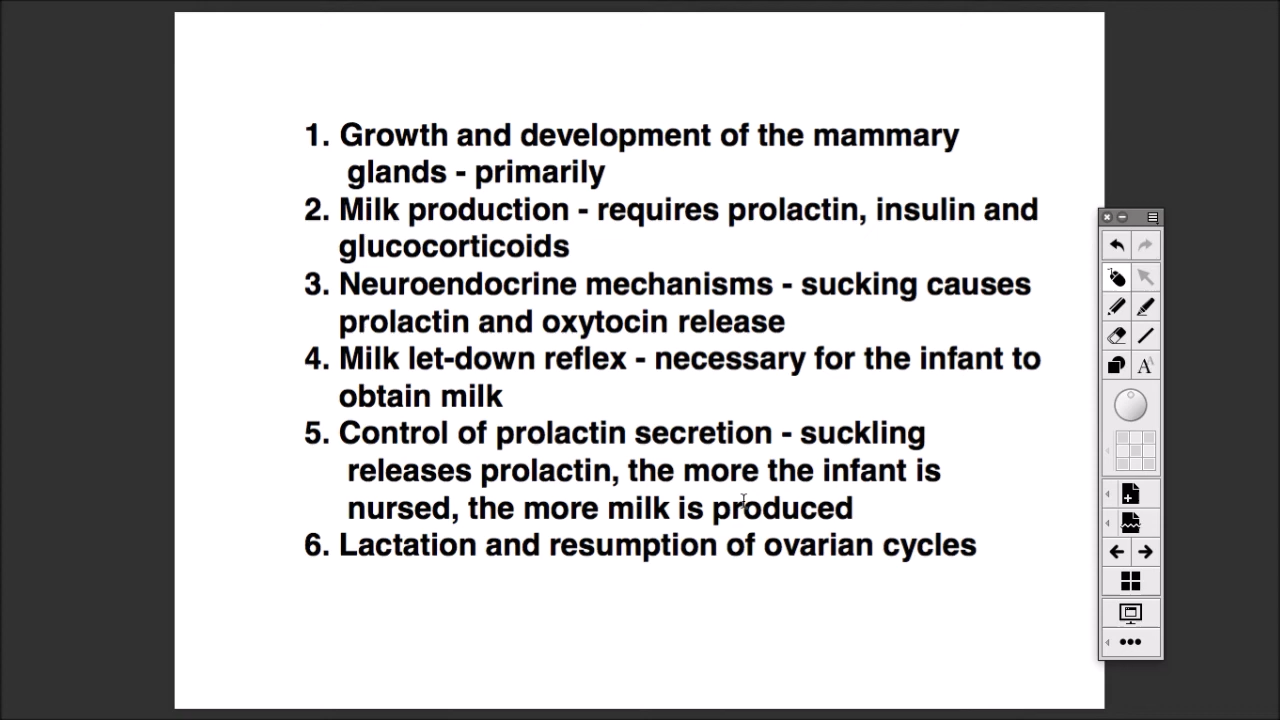 1. Growth and development of the mammary
glands - primarily
2. Milk production - requires prolactin, insulin and
glucocorticoids
3. Neuroendocrine mechanisms - sucking causes
prolactin and oxytocin release
4. Milk let-down reflex - necessary for the infant to
obtain milk
5. Control of prolactin secretion - suckling
releases prolactin, the more the infant is
nursed, the more milk is produced
6. Lactation and resumption of ovarian cycles